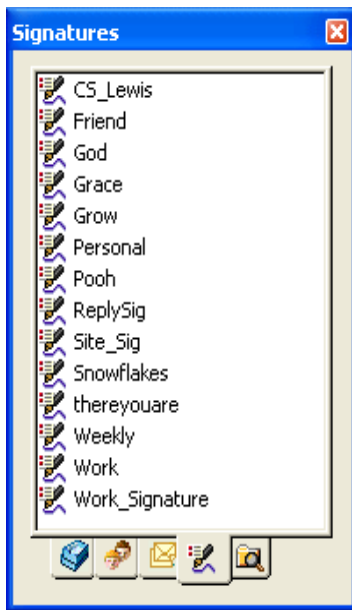 Signatures
CS_Lewis
Friend
God
Grace
Grow
Personal
Pooh
ReplySig
Site_Sig
Snowflakes
thereyouare
Weekly
Work
Work_Signature